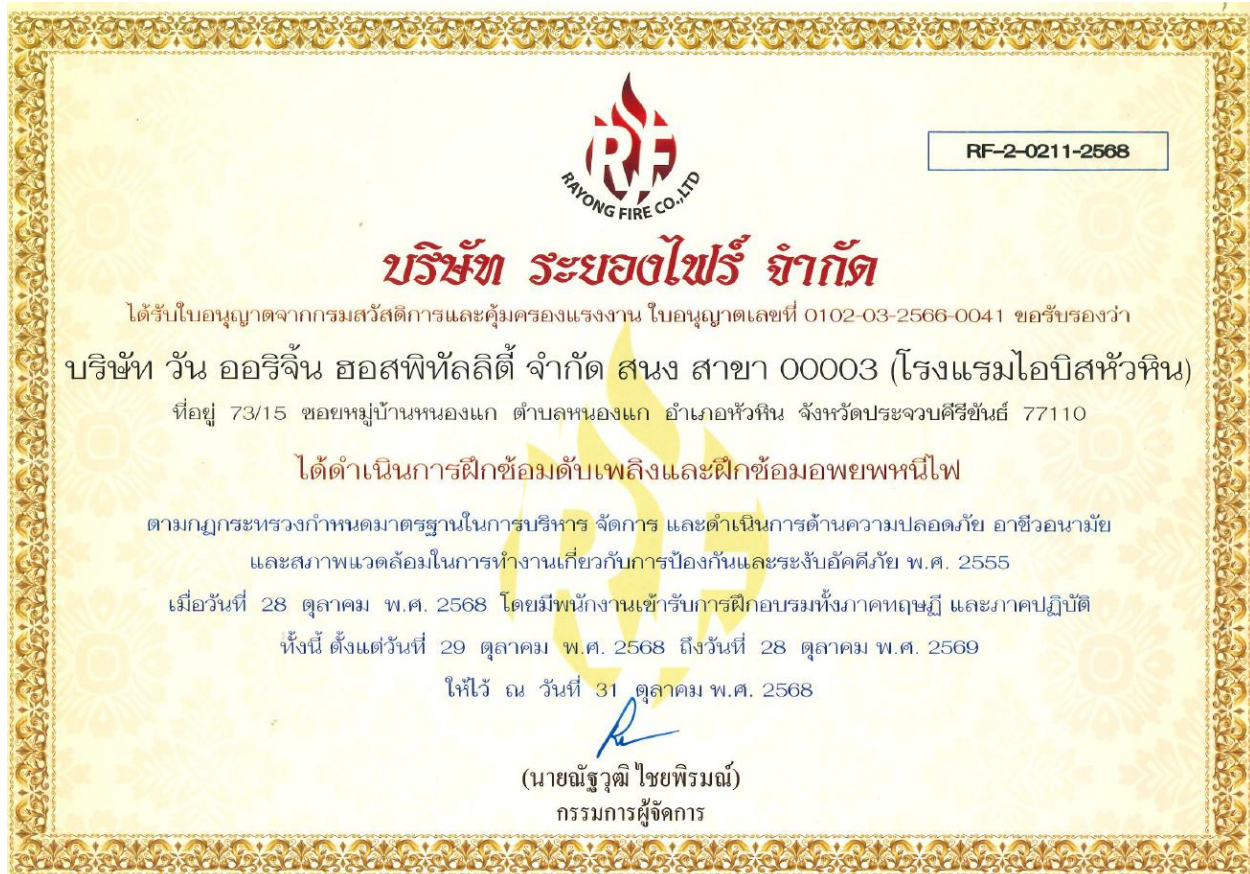 RF
RAYONG FIRE CO.,LTD
RF-2-0211-2568
บริษัท ระยองไฟร์ จำกัด
ได้รับใบอนุญาตจากกรมสวัสดิการและคุ้มครองแรงงาน ใบอนุญาตเลขที่ 0102-03-2566-0041 ขอรับรองว่า
บริษัท วัน ออริจิ้น ฮอสพิทัลลิตี้ จำกัด สนง สาขา 00003 (โรงแรมไอบิสหัวหิน)
ที่อยู่ 73/15 ซอยหมู่บ้านหนองแก ตำบลหนองแก อำเภอหัวหิน จังหวัดประจวบคีรีขันธ์ 77110
ได้ดำเนินการฝึกซ้อมดับเพลิงและฝึกซ้อมอพยพหนีไฟ
ตามกฎกระทรวงกำหนดมาตรฐานในการบริหาร จัดการ และดำเนินการด้านความปลอดภัย อาชีวอนามัย
และสภาพแวดล้อมในการทำงานเกี่ยวกับการป้องกันและระงับอัคคีภัย พ.ศ. 2555
เมื่อวันที่ 28 ตุลาคม พ.ศ. 2568 โดยมีพนักงานเข้ารับการฝึกอบรมทั้งภาคทฤษฎี และภาคปฏิบัติ
ทั้งนี้ ตั้งแต่วันที่ 29 ตุลาคม พ.ศ. 2568 ถึงวันที่ 28 ตุลาคม พ.ศ. 2569
ให้ไว้ ณ วันที่ 31 ตุลาคม พ.ศ. 2568
(นายณัฐวุฒิ ไชยพิรมณ์)
กรรมการผู้จัดการ